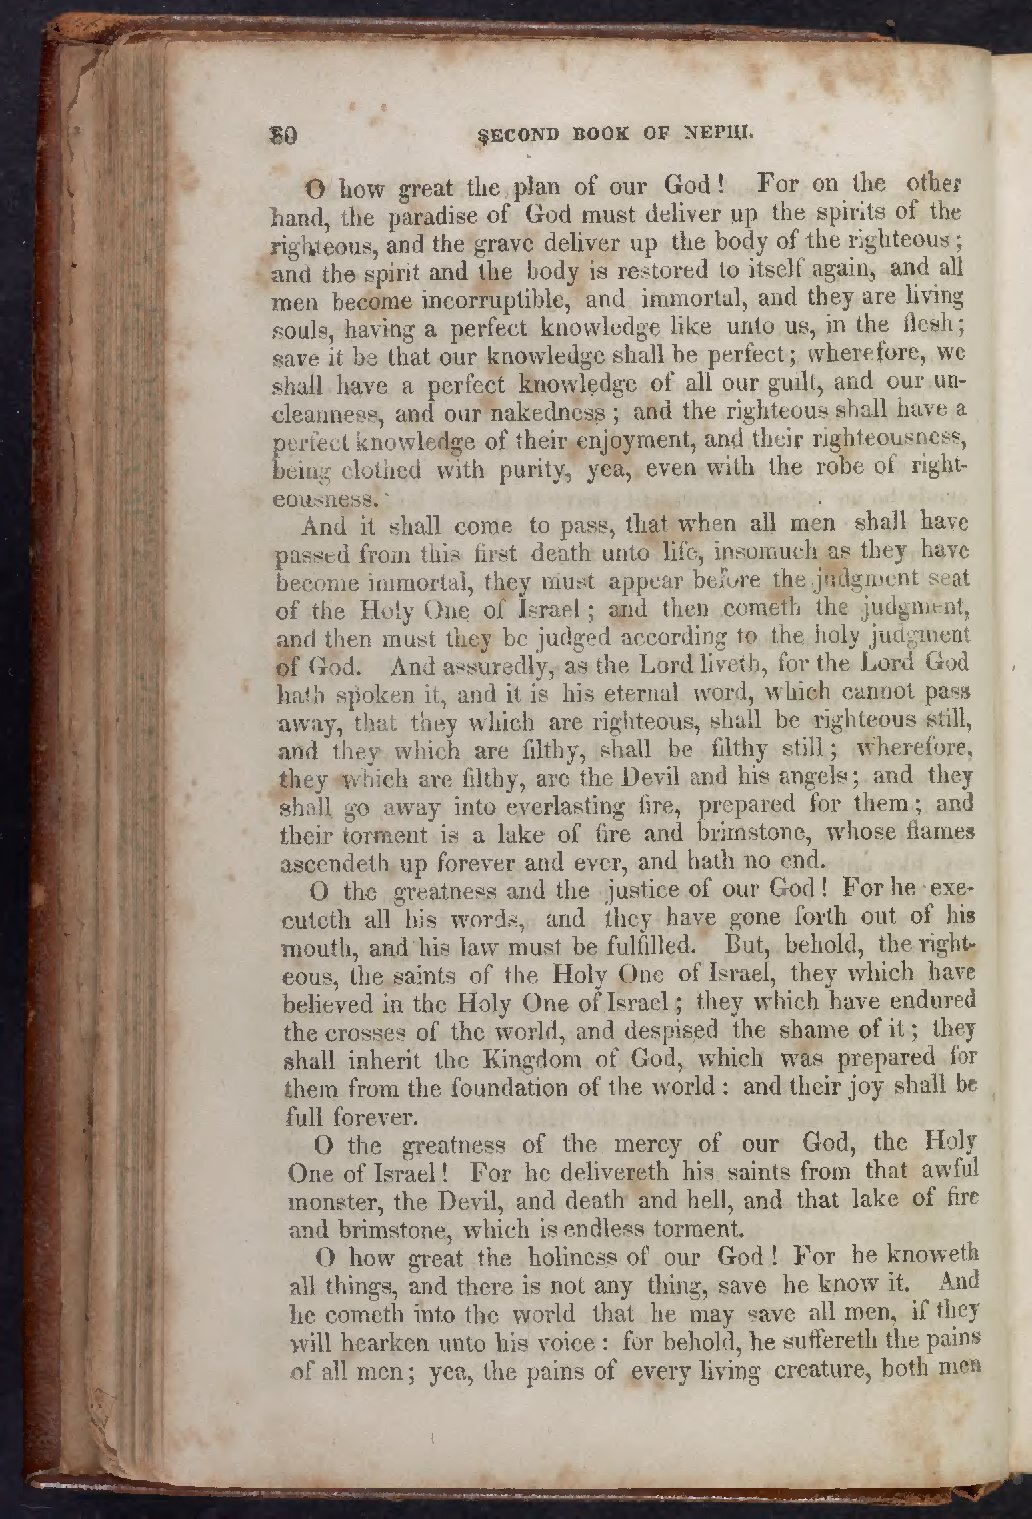 80 SECOND BOOK OF NEPHI.
O how great the plan of our God! For on the other
hand, the paradise of God must deliver up the spirits of the
righteous, and the grave deliver up the body of the righteous;
and the spirit and the body is restored to itself again, and all
men become incorruptible, and immortal, and they are living
souls, having a perfect knowledge like unto us, in the flesh;
save it be that our knowledge shall be perfect; wherefore, we
shall have a perfect knowledge of all our guilt, and our un-
cleanness, and our nakedness; and the righteous shall have a
perfect knowledge of their enjoyment, and their righteousness,
being clothed with purity, yea, even with the robe of right-
eousness.
And it shall come to pass, that when all men shall have
passed from this first death unto life, insomuch as they have
become immortal, they must appear before the judgment seat
of the Holy One of Israel; and then cometh the judgment,
and then must they be judged according to the holy judgment
of God. And assuredly, as the Lord liveth, for the Lord God
hath spoken it, and it is his eternal word, which cannot pass
away, that they which are righteous, shall be righteous still,
and they which are filthy, shall be filthy still; wherefore,
they which are filthy, are the Devil and his angels; and they
shall go away into everlasting fire, prepared for them; and
their torment is a lake of fire and brimstone, whose flames
ascendeth up forever and ever, and hath no end.
O the greatness and the justice of our God! For he exe-
cuteth all his words, and they have gone forth out of his
mouth, and his law must be fulfilled. But, behold, the right-
eous, the saints of the Holy One of Israel, they which have
believed in the Holy One of Israel; they which have endured
the crosses of the world, and despised the shame of it; they
shall inherit the Kingdom of God, which was prepared for
them from the foundation of the world: and their joy shall be
full forever.
O the greatness of the mercy of our God, the Holy
One of Israel! For he delivereth his saints from that awful
monster, the Devil, and death and hell, and that lake of fire
and brimstone, which is endless torment.
O how great the holiness of our God! For he knoweth
all things, and there is not any thing, save he know it. And
he cometh into the world that he may save all men, if they
will hearken unto his voice: for behold, he suffereth the pains
of all men; yea, the pains of every living creature, both men